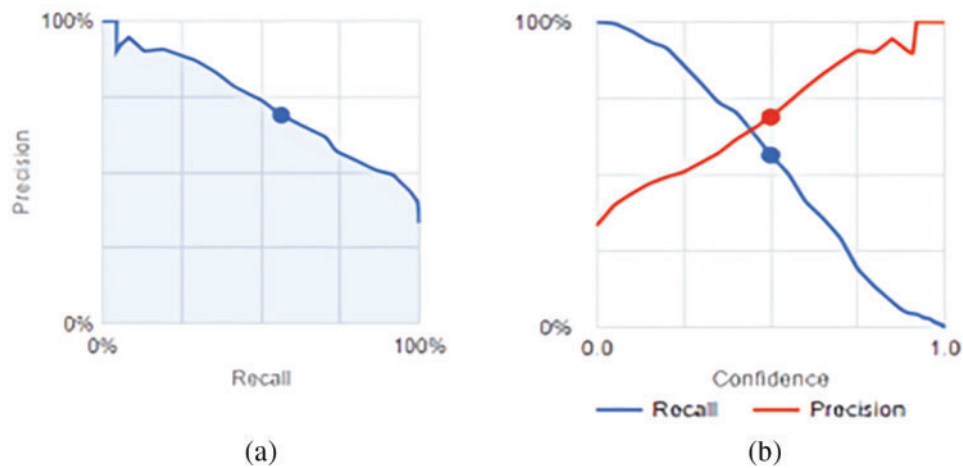 100%
Precision
0%
0%
100%
Recall
(a)
100%
0%
0.0
1.0
Confidence
Recall
Precision
(b)